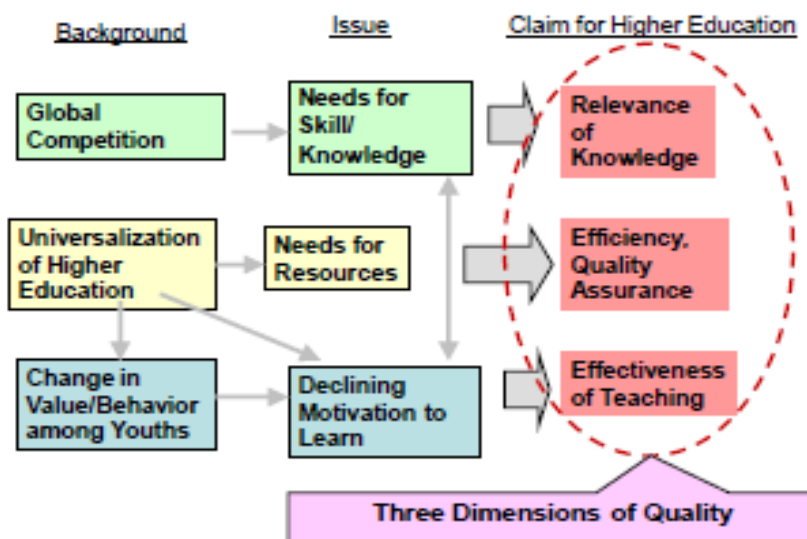 Background
Issue
Claim for Higher Education
Global
Competition
Needs for
Skill/
Knowledge
Relevance
of
Knowledge
Universalization
of Higher
Education
Needs for
Resources
Efficiency,
Quality
Assurance
Change in
Value/Behavior
among Youths
Declining
Motivation to
Learn
Effectiveness
of Teaching
Three Dimensions of Quality